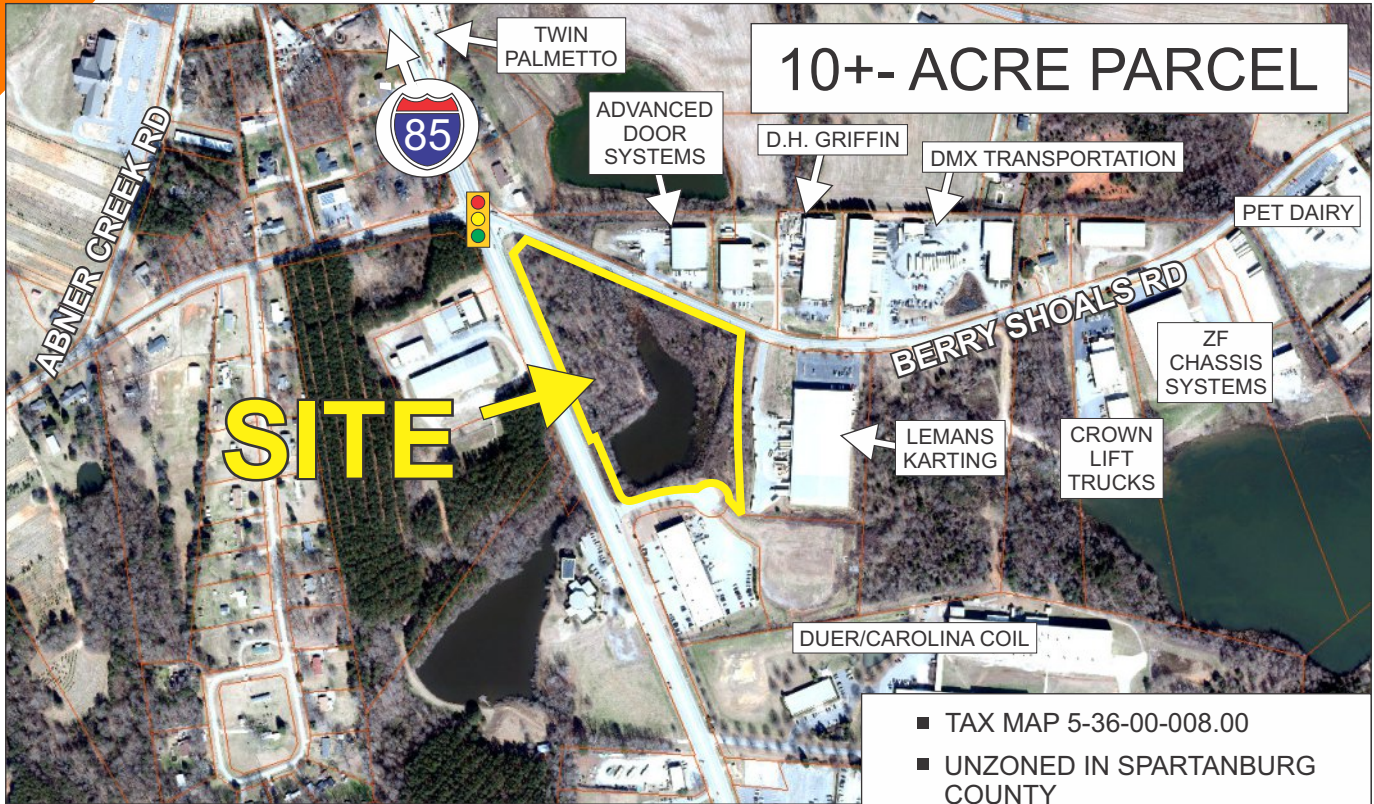 TWIN
PALMETTO
10+- ACRE PARCEL
85
ADVANCED
DOOR
SYSTEMS
D.H. GRIFFIN
DMX TRANSPORTATION
PET DAIRY
ABNER CREEK RD
BERRY SHOALS RD
ZF
CHASSIS
SYSTEMS
SITE
LEMANS
KARTING
CROWN
LIFT
TRUCKS
DUER/CAROLINA COIL
■ TAX MAP 5-36-00-008.00
■ UNZONED IN SPARTANBURG
COUNTY